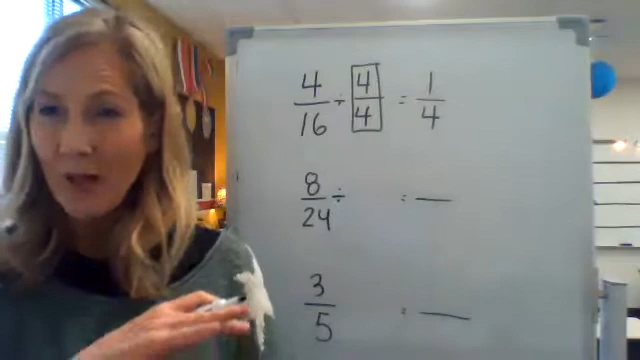 4/16 ÷ 4/4 = 1/4
8/24 ÷ = —
3/5 = —